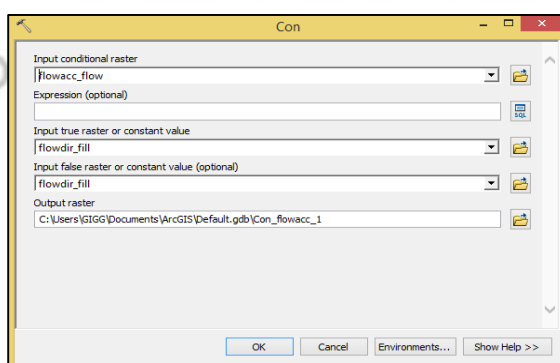 Con
Input conditional raster
flowacc_flow
Expression (optional)
SQL
Input true raster or constant value
flowdir_fill
Input false raster or constant value (optional)
flowdir_fill
Output raster
C:\Users\GIGG\Documents\ArcGIS\Default.gdb\Con_flowacc_1
OK Cancel Environments... Show Help >>